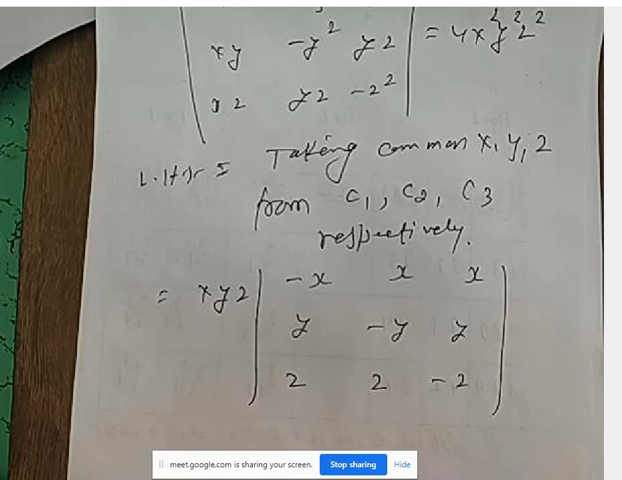 xy -y² yz = 4x²y²z²
xz yz -z²
L.H.S = Taking common x, y, z
from C1, C2, C3
respectively.
= xyz | -x x x |
y -y y
z z -z
meet.google.com is sharing your screen. Stop sharing Hide